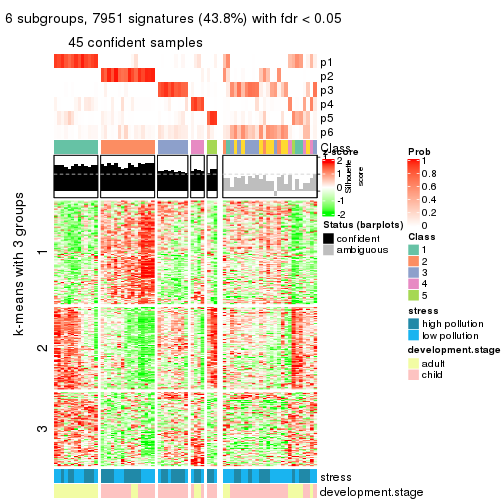 6 subgroups, 7951 signatures (43.8%) with fdr < 0.05
45 confident samples
p1
p2
p3
p4
p5
p6
Class
k-means with 3 groups
1
2
3
stress
development.stage
z-score
2
1
0
-1
-2
1
Silhouette
score
Status (barplots)
confident
ambiguous
Prob
1
0.8
0.6
0.4
0.2
0
Class
1
2
3
4
5
stress
high pollution
low pollution
development.stage
adult
child